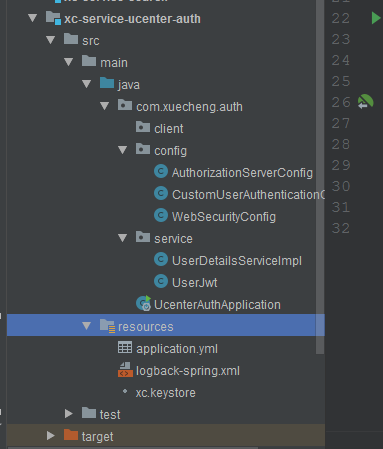 22
xc-service-ucenter-auth
23
src
24
main
25
java
26
com.xuecheng.auth
27
client
28
config
29
AuthorizationServerConfig
30
CustomUserAuthenticationC
31
WebSecurityConfig
32
service
UserDetailsServiceImpl
UserJwt
UcenterAuthApplication
resources
application.yml
logback-spring.xml
xc.keystore
test
target